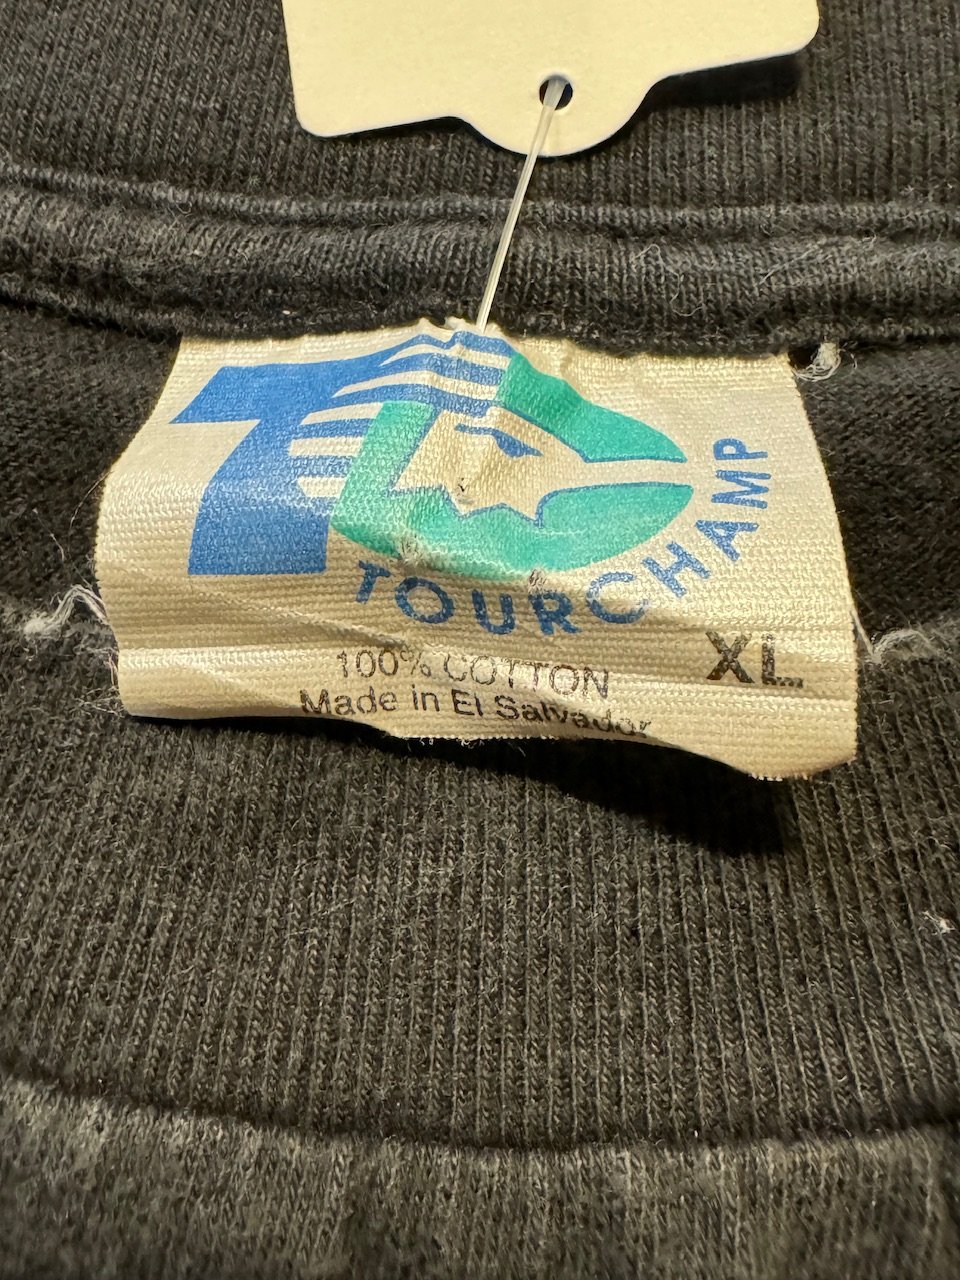 T
TOURCHAMP
XL
100% COTTON
Made in El Salvador